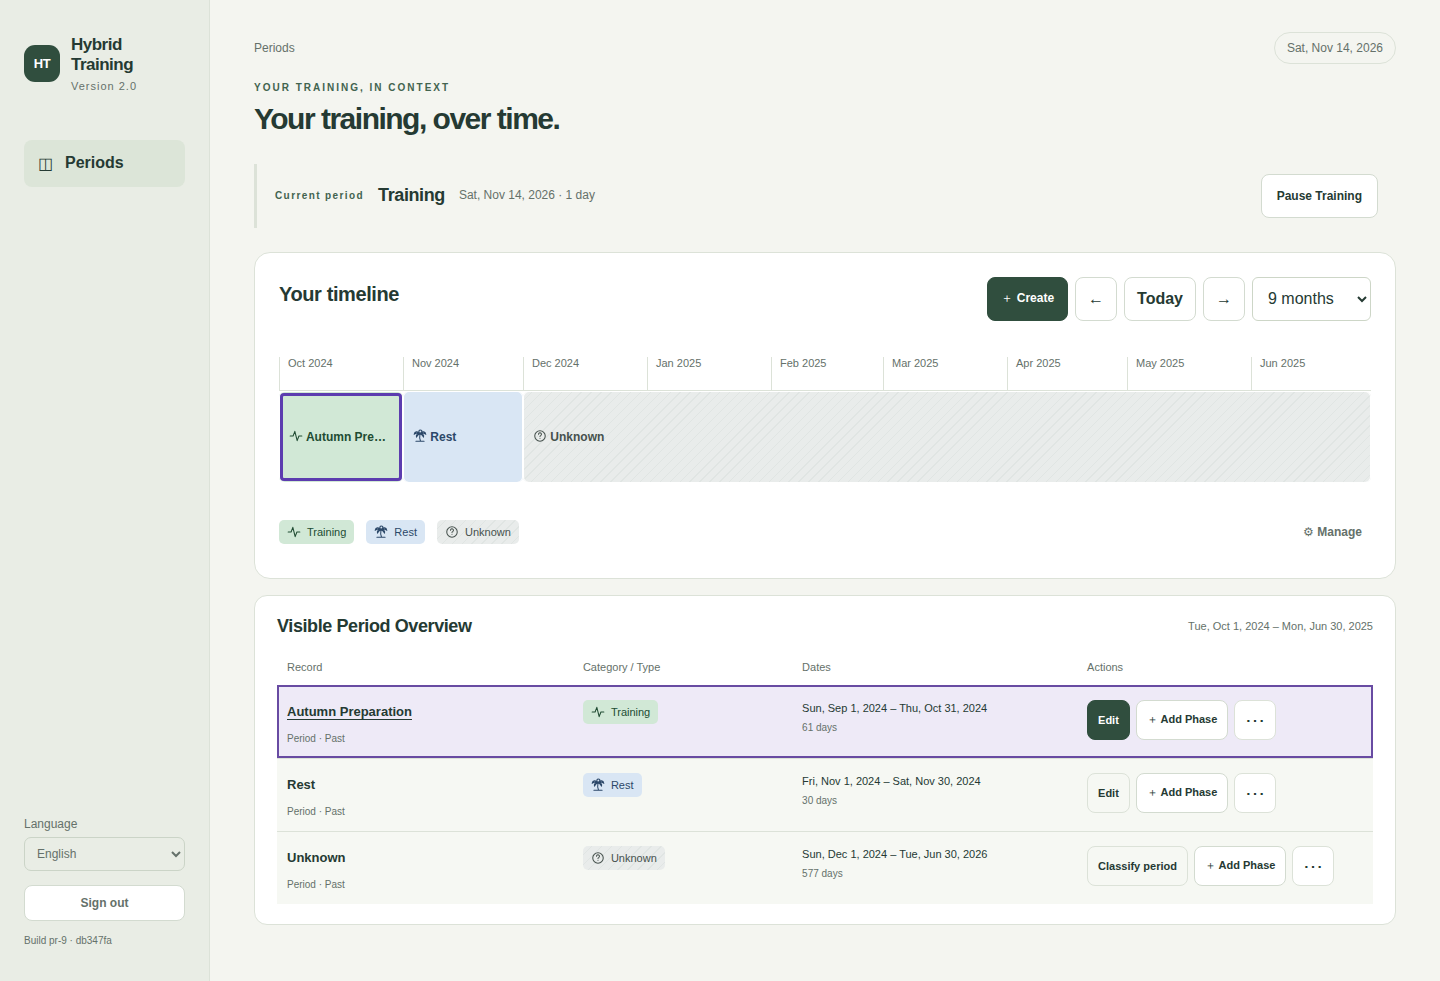 HT
Hybrid
Training
Version 2.0
Periods
Language
English
Sign out
Build pr-9 · db347fa
Periods
Sat, Nov 14, 2026
YOUR TRAINING, IN CONTEXT
Your training, over time.
Current period Training Sat, Nov 14, 2026 · 1 day
Pause Training
Your timeline
+ Create
←
Today
→
9 months
Oct 2024 Nov 2024 Dec 2024 Jan 2025 Feb 2025 Mar 2025 Apr 2025 May 2025 Jun 2025
Autumn Pre... Rest Unknown
Training Rest Unknown
Manage
Visible Period Overview
Tue, Oct 1, 2024 – Mon, Jun 30, 2025
Record Category / Type Dates Actions
Autumn Preparation
Period · Past
Training
Sun, Sep 1, 2024 – Thu, Oct 31, 2024
61 days
Edit + Add Phase ···
Rest
Period · Past
Rest
Fri, Nov 1, 2024 – Sat, Nov 30, 2024
30 days
Edit + Add Phase ···
Unknown
Period · Past
Unknown
Sun, Dec 1, 2024 – Tue, Jun 30, 2026
577 days
Classify period + Add Phase ···